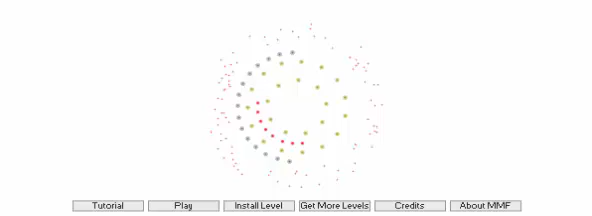 Tutorial
Play
Install Level
Get More Levels
Credits
About MMF